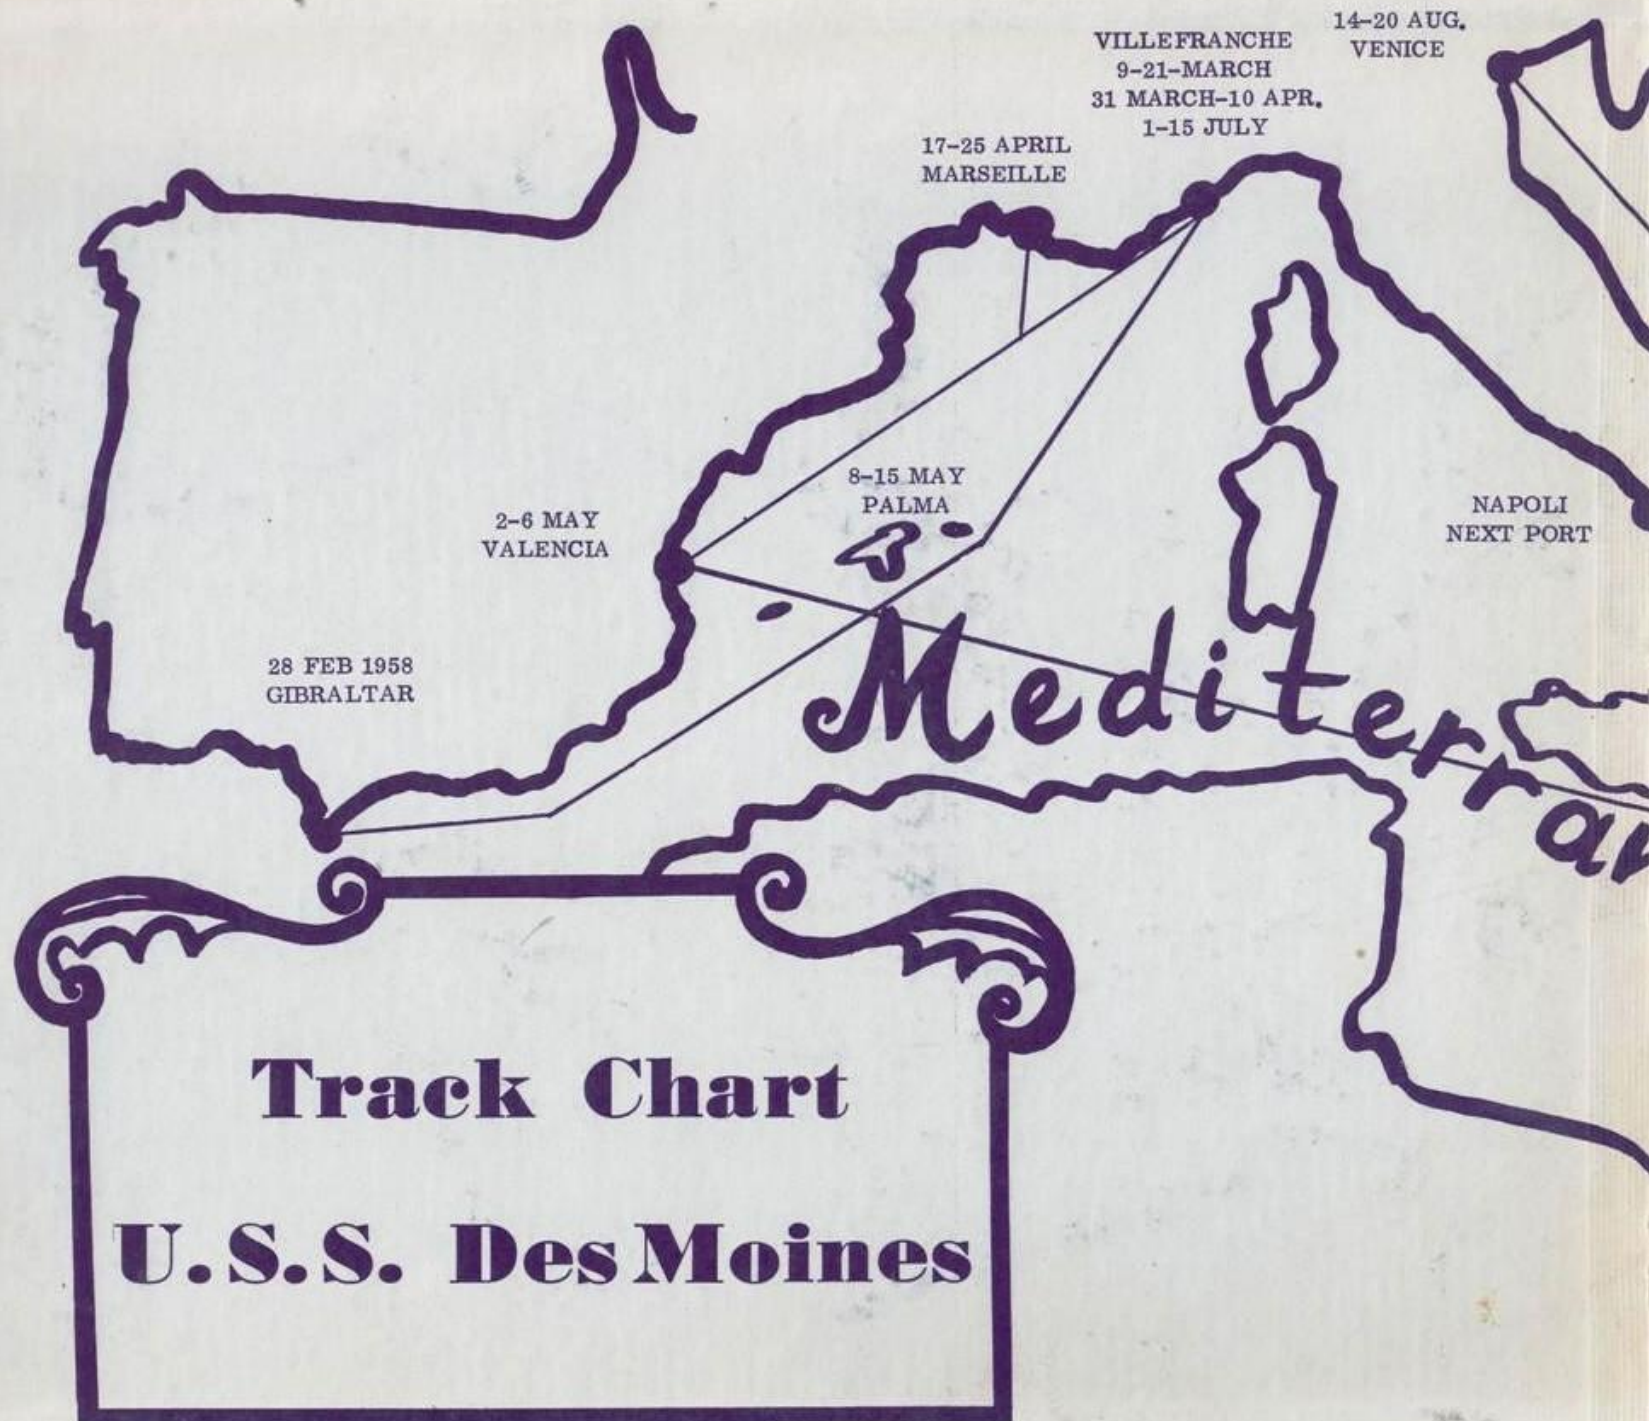 14-20 AUG.
VENICE
VILLEFRANCHE
9-21-MARCH
31 MARCH-10 APR.
1-15 JULY
17-25 APRIL
MARSEILLE
8-15 MAY
PALMA
2-6 MAY
VALENCIA
NAPOLI
NEXT PORT
28 FEB 1958
GIBRALTAR
Mediterran
Track Chart
U.S.S. Des Moines